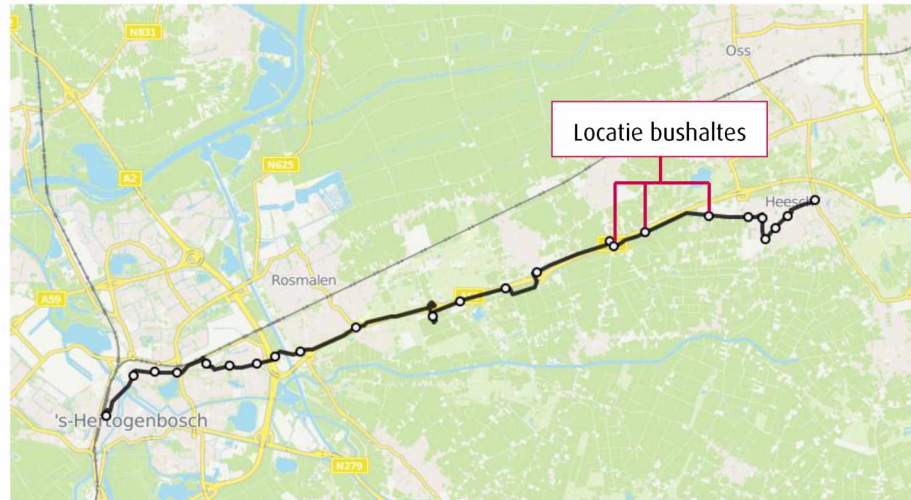 N831
Oss
Locatie bushaltes
N625
A2
Heesch
Rosmalen
A59
's-Hertogenbosch
N279